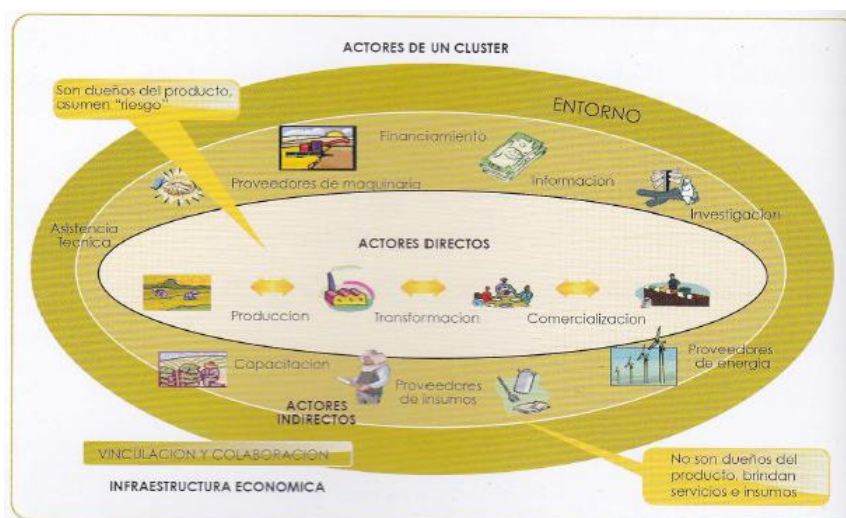 ACTORES DE UN CLUSTER
Son dueños del producto,
asumen "riesgo"
ENTORNO
Financiamiento
Proveedores de maquinaria
Informacion
Investigacion
Asistencia
Tecnica
ACTORES DIRECTOS
Produccion
Transformacion
Comercializacion
Capacitacion
Proveedores
de insumos
Proveedores
de energia
ACTORES
INDIRECTOS
VINCULACION Y COLABORACION
INFRAESTRUCTURA ECONOMICA
No son dueños del
producto, brindan
servicios e insumos